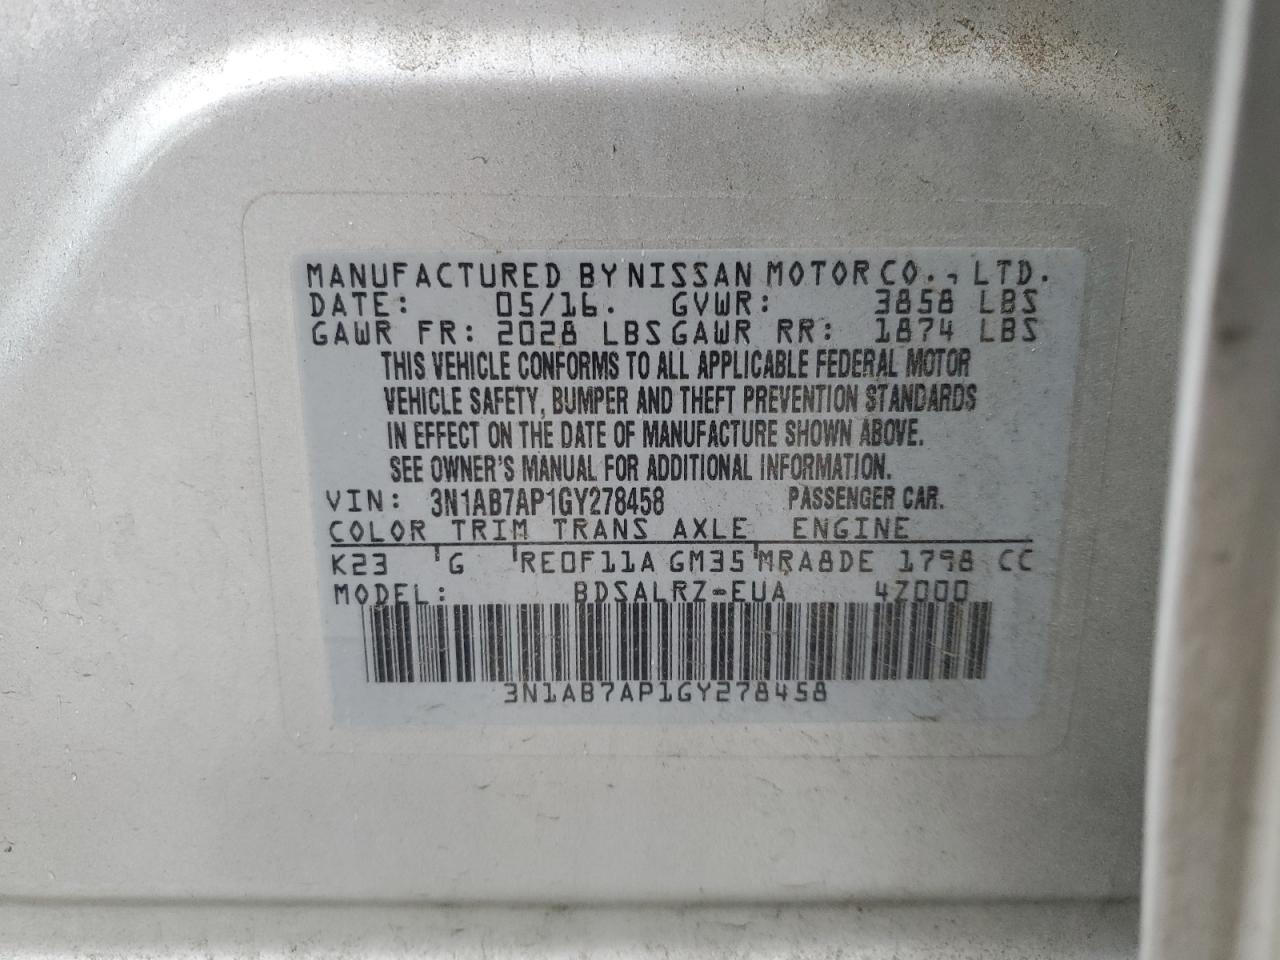 MANUFACTURED BY NISSAN MOTOR CO., LTD.
DATE: 05/16. GVWR: 3858 LBS
GAWR FR: 2028 LBS GAWR RR: 1874 LBS
THIS VEHICLE CONFORMS TO ALL APPLICABLE FEDERAL MOTOR
VEHICLE SAFETY, BUMPER AND THEFT PREVENTION STANDARDS
IN EFFECT ON THE DATE OF MANUFACTURE SHOWN ABOVE.
SEE OWNER'S MANUAL FOR ADDITIONAL INFORMATION.
VIN: 3N1AB7AP1GY278458 PASSENGER CAR.
COLOR TRIM TRANS AXLE ENGINE
K23 G RE0F11A GM35 MRA8DE 1798 CC
MODEL: BDSALRZ-EUA 4Z000
3N1AB7AP1GY278458